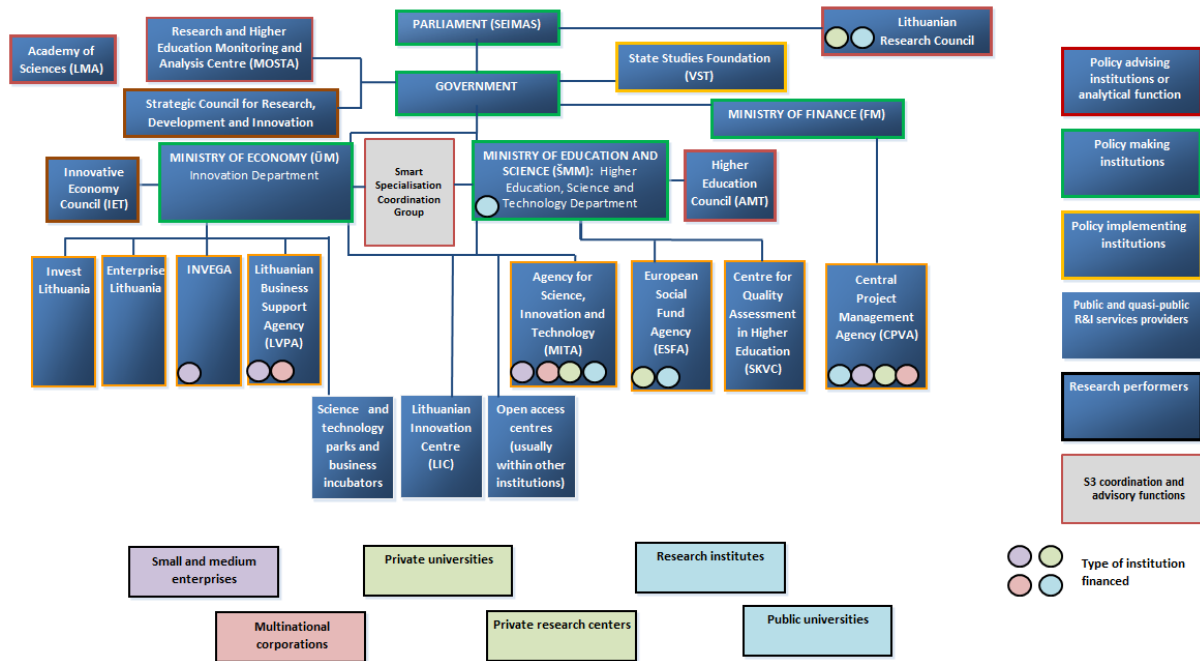 PARLIAMENT (SEIMAS)
Lithuanian
Research Council
Academy of
Sciences (LMA)
Research and Higher
Education Monitoring and
Analysis Centre (MOSTA)
State Studies Foundation
(VST)
Policy advising
institutions or
analytical function
GOVERNMENT
Strategic Council for Research,
Development and Innovation
MINISTRY OF FINANCE (FM)
Innovative
Economy
Council (IET)
MINISTRY OF ECONOMY (ŪM)
Innovation Department
Smart
Specialisation
Coordination
Group
MINISTRY OF EDUCATION AND
SCIENCE (ŠMM): Higher
Education, Science and
Technology Department
Higher
Education
Council (AMT)
Policy making
institutions
Policy implementing
institutions
Invest
Lithuania
Enterprise
Lithuania
INVEGA
Lithuanian
Business
Support
Agency
(LVPA)
Agency for
Science,
Innovation and
Technology
(MITA)
European
Social
Fund
Agency
(ESFA)
Centre for
Quality
Assessment
in Higher
Education
(SKVC)
Central
Project
Management
Agency (CPVA)
Public and quasi-public
R&I services providers
Research performers
Science and
technology
parks and
business
incubators
Lithuanian
Innovation
Centre
(LIC)
Open access
centres
(usually
within other
institutions)
S3 coordination and
advisory functions
Small and medium
enterprises
Private universities
Research institutes
Type of institution
financed
Multinational
corporations
Private research centers
Public universities